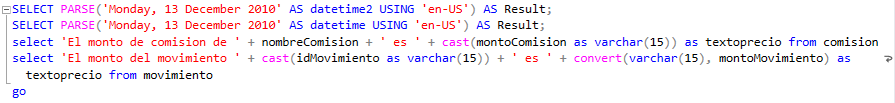 SELECT PARSE('Monday, 13 December 2010' AS datetime2 USING 'en-US') AS Result;
SELECT PARSE('Monday, 13 December 2010' AS datetime USING 'en-US') AS Result;
select 'El monto de comision de ' + nombreComision + ' es ' + cast(montoComision as varchar(15)) as textoprecio from comision
select 'El monto del movimiento ' + cast(idMovimiento as varchar(15)) + ' es ' + convert(varchar(15), montoMovimiento) as
textoprecio from movimiento
go